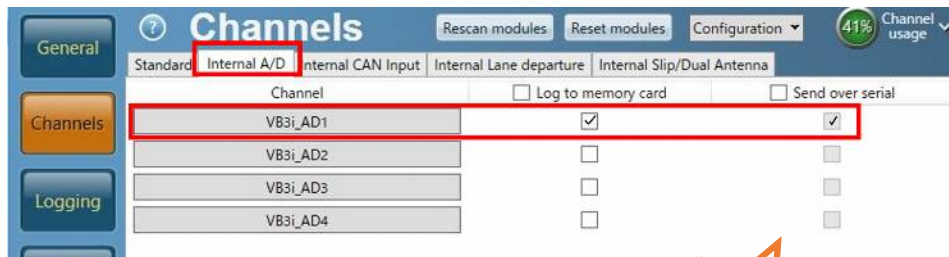 General
Channels
Rescan modules
Reset modules
Configuration
41%
Channel usage
Standard
Internal A/D
Internal CAN Input
Internal Lane departure
Internal Slip/Dual Antenna
Channel
Log to memory card
Send over serial
Channels
VB3i_AD1
VB3i_AD2
VB3i_AD3
Logging
VB3i_AD4